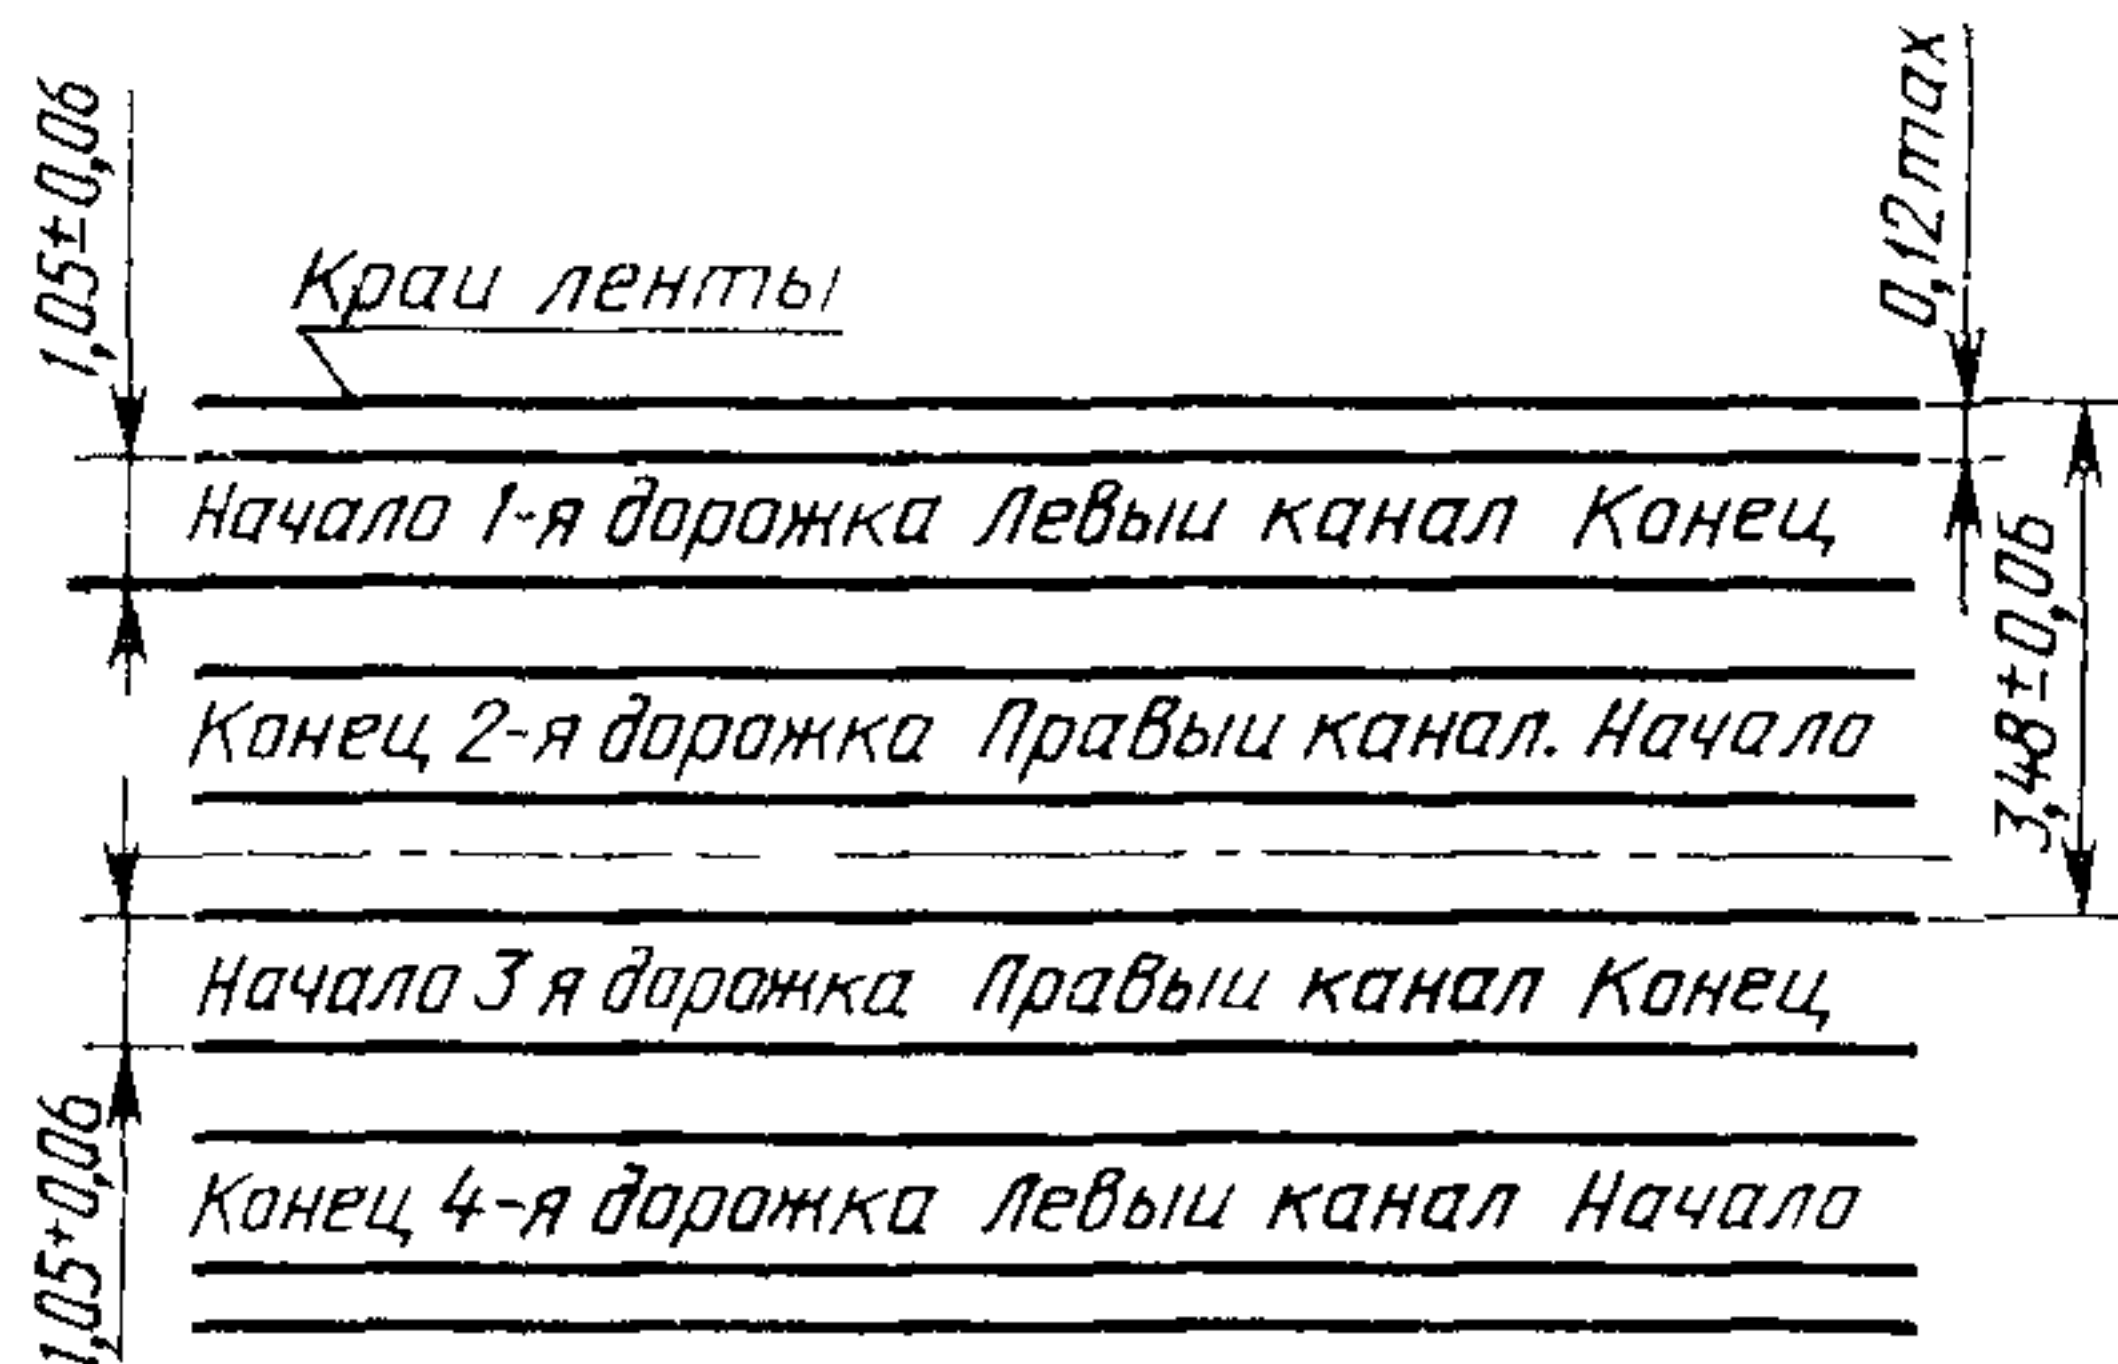 1,05±0,06
0,12max
Край ленты
Начало 1-я дорожка Левый канал Конец
Конец 2-я дорожка Правый канал. Начало
3,48±0,06
Начало 3 я дорожка Правый канал Конец
Конец 4-я дорожка Левый канал Начало
1,05+0,06